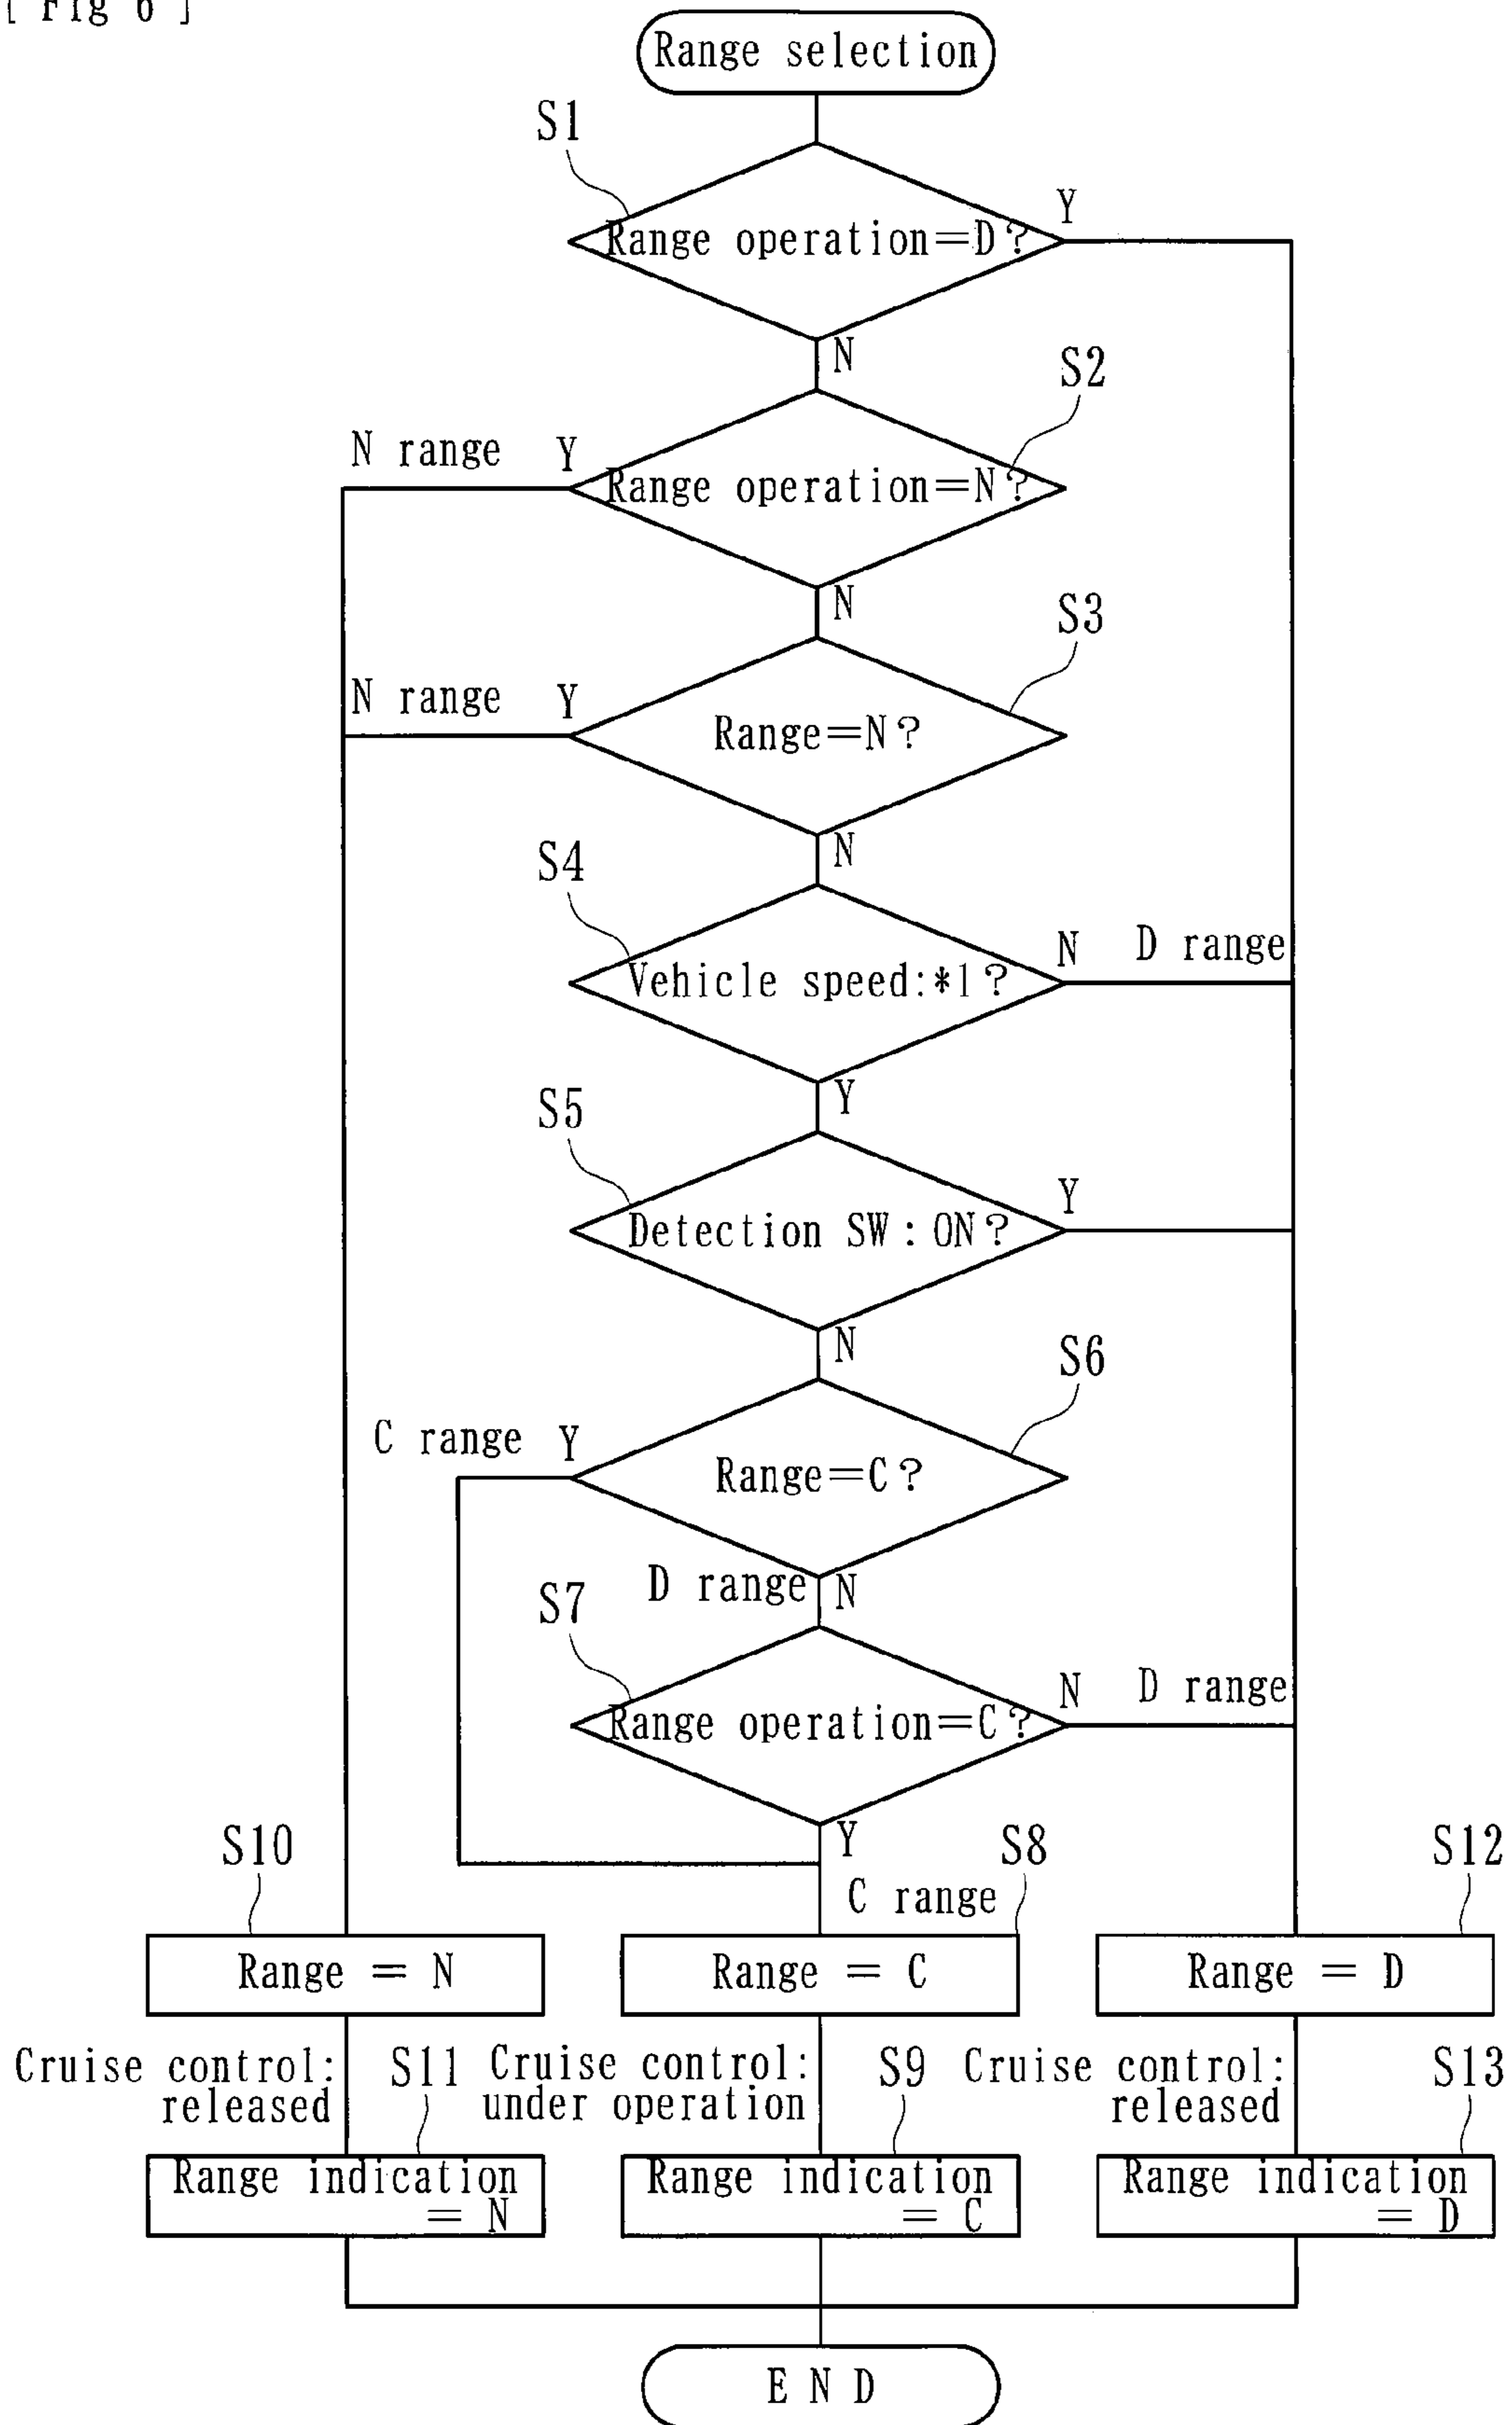 [ Fig 6 ]
Range selection
S1
Range operation=D?
Y
N
S2
N range Y
Range operation=N?
N
S3
N range Y
Range=N?
N
S4
Vehicle speed:*1?
N D range
Y
S5
Detection SW:ON?
Y
N
S6
C range Y
Range=C?
D range N
S7
Range operation=C?
N D range
Y
S10
S8
S12
C range
Range = N
Range = C
Range = D
Cruise control:
released
S11
Cruise control:
under operation
S9
Cruise control:
released
S13
Range indication
= N
Range indication
= C
Range indication
= D
END